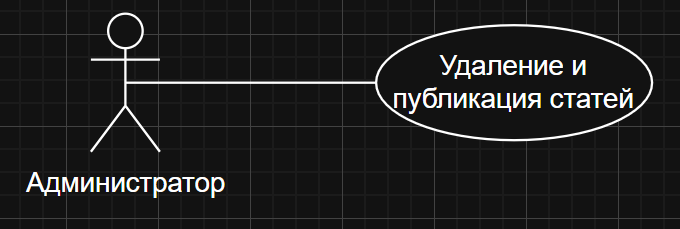 Удаление и
публикация статей
Администратор